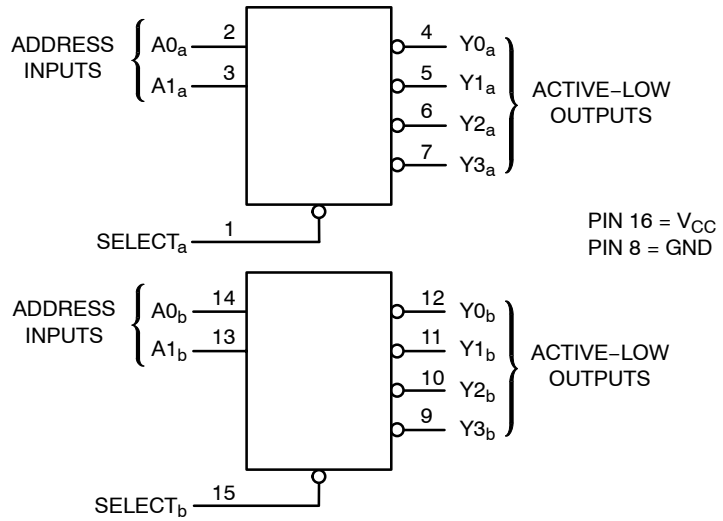 ADDRESS
INPUTS
A0a 2
A1a 3
4 Y0a
5 Y1a
6 Y2a
7 Y3a
ACTIVE–LOW
OUTPUTS
SELECTa 1
PIN 16 = VCC
PIN 8 = GND
ADDRESS
INPUTS
A0b 14
A1b 13
12 Y0b
11 Y1b
10 Y2b
9 Y3b
ACTIVE–LOW
OUTPUTS
SELECTb 15